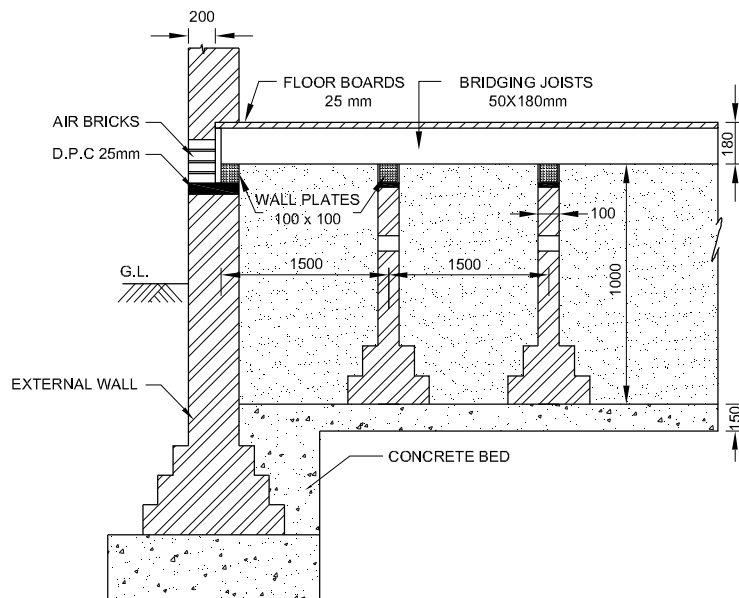 200
FLOOR BOARDS
25 mm
BRIDGING JOISTS
50X180mm
AIR BRICKS
D.P.C 25mm
180
WALL PLATES
100 x 100
100
1500
1500
1000
G.L.
EXTERNAL WALL
150
CONCRETE BED